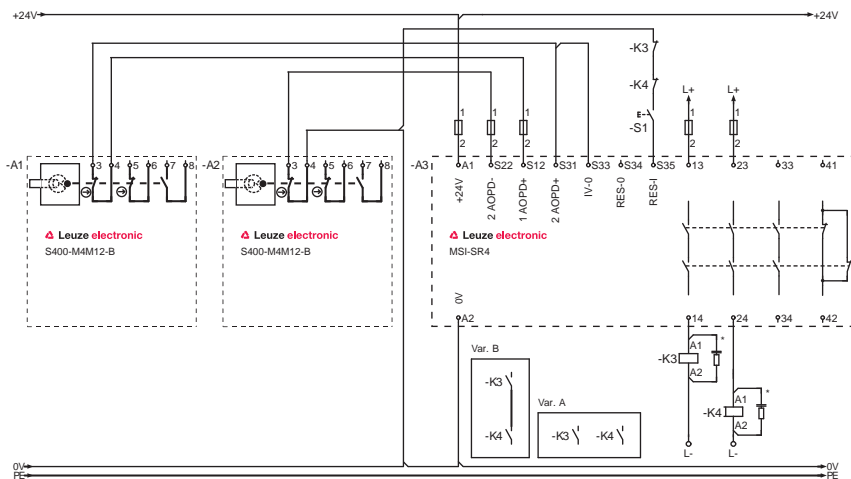 +24V +24V
-K3
-K4 L+ L+
1 1 1 E- 1 1
2 2 2 -S1 2 2
-A1 3 4 5 6 7 8 -A2 3 4 5 6 7 8 -A3 A1 S22 S12 S31 S33 S34 S35 13 23 33 41
+24V
2 AOPD-
1 AOPD+
2 AOPD+
IV-0
RES-0
RES-I
Leuze electronic Leuze electronic Leuze electronic
S400-M4M12-B S400-M4M12-B MSI-SR4
0V
A2 14 24 34 42
Var. B
-K3
-K4
Var. A
-K3 -K4
A1 *
-K3
A2
A1 *
-K4
A2
L- L-
0V 0V
PE PE